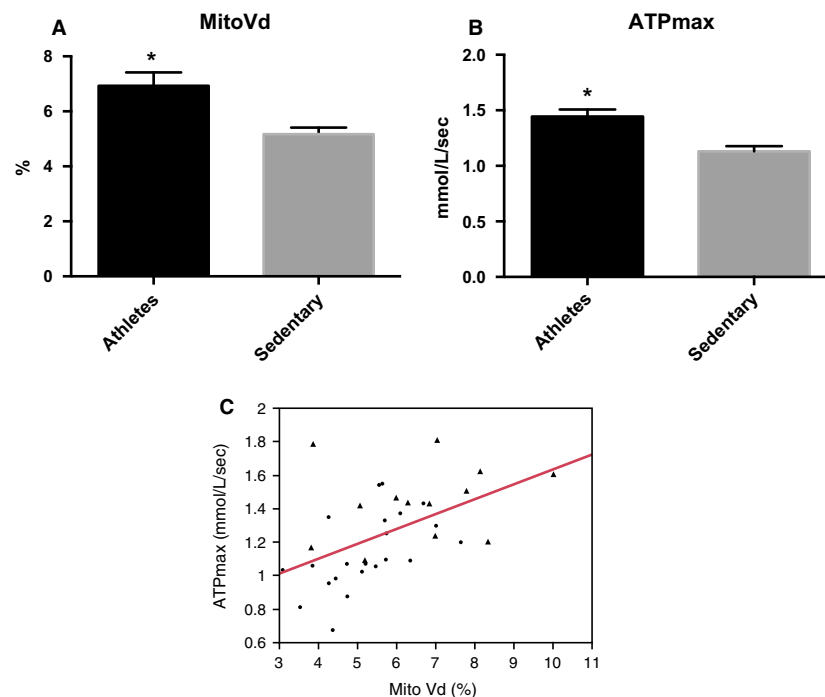 A
MitoVd
8
6
4
2
0
%
*
Athletes
Sedentary
B
ATPmax
2.0
1.5
1.0
0.5
0.0
mmol/L/sec
*
Athletes
Sedentary
C
2
1.8
1.6
1.4
1.2
1
0.8
0.6
ATPmax (mmol/L/sec)
3 4 5 6 7 8 9 10 11
Mito Vd (%)